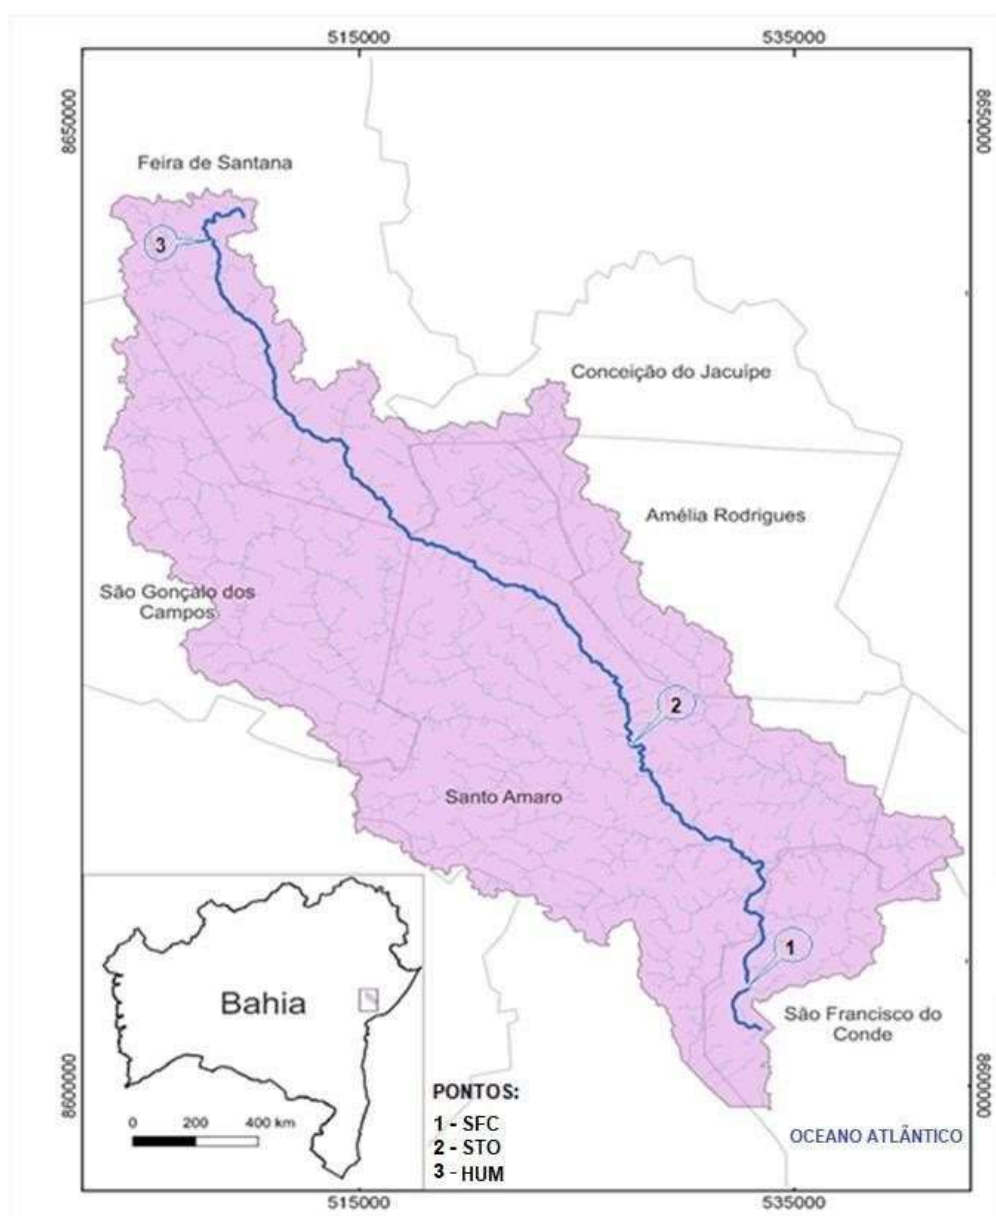 515000
535000
8650000
8650000
Feira de Santana
3
Conceição do Jacuípe
Amélia Rodrigues
São Gonçalo dos
Campos
2
Santo Amaro
1
São Francisco do
Conde
Bahia
0 200 400 km
8600000
8600000
PONTOS:
1 - SFC
2 - STO
3 - HUM
OCEANO ATLÂNTICO
515000
535000